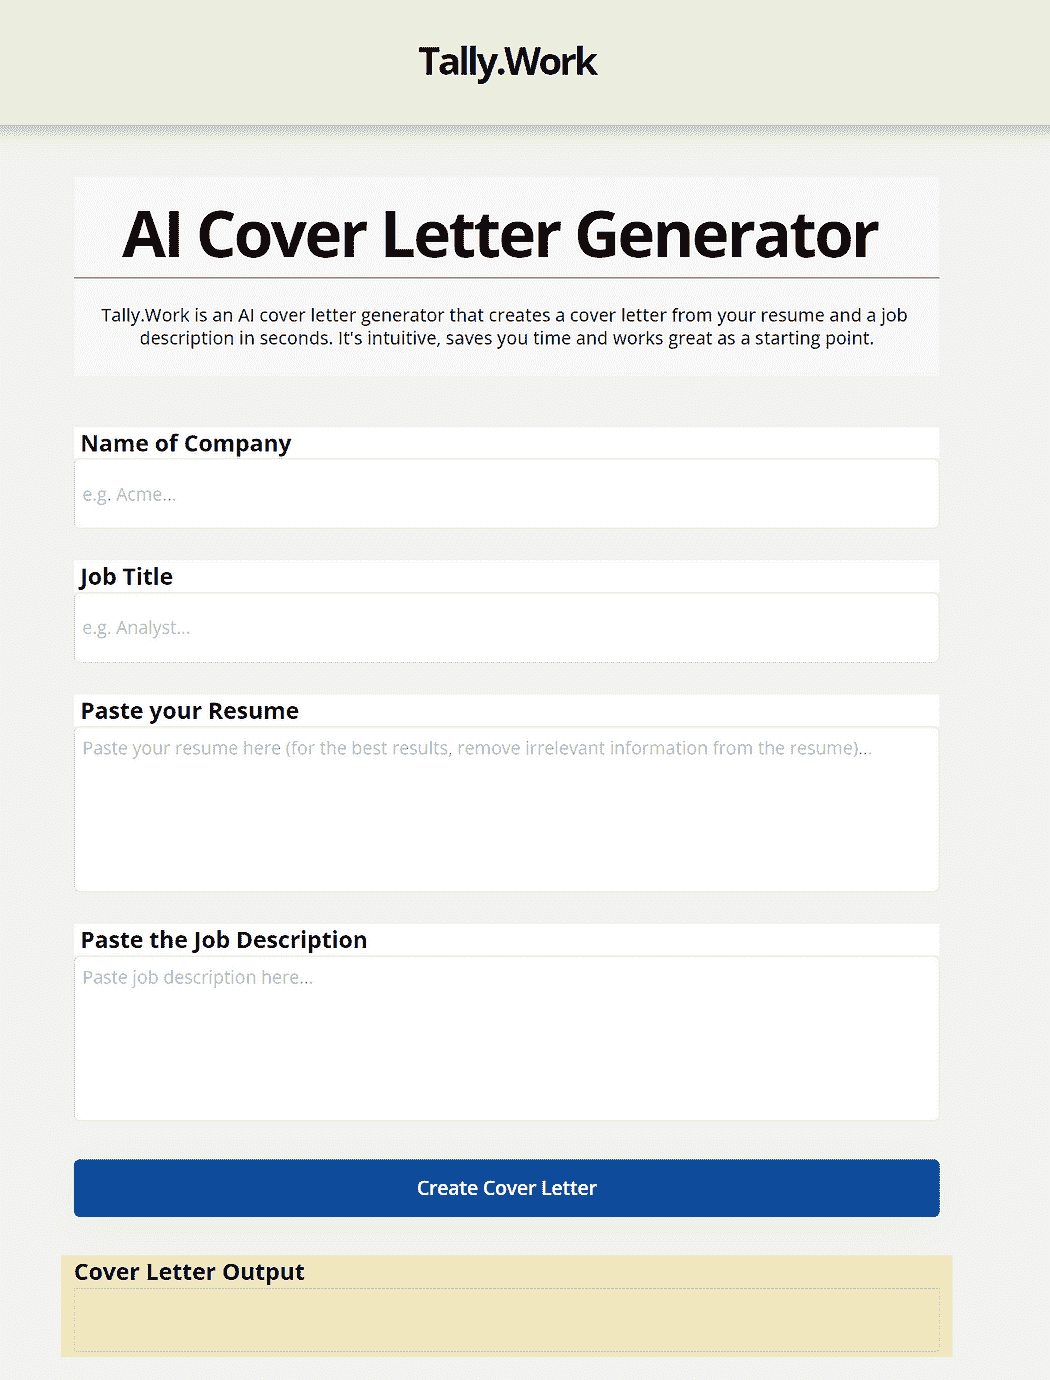 Tally.Work
AI Cover Letter Generator
Tally.Work is an AI cover letter generator that creates a cover letter from your resume and a job
description in seconds. It's intuitive, saves you time and works great as a starting point.
Name of Company
e.g. Acme...
Job Title
e.g. Analyst...
Paste your Resume
Paste your resume here (for the best results, remove irrelevant information from the resume)...
Paste the Job Description
Paste job description here...
Create Cover Letter
Cover Letter Output